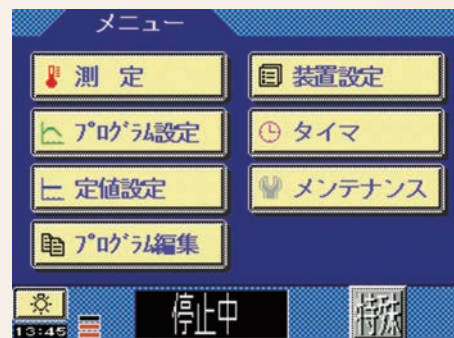 メニュー
測 定
プログラム設定
定値設定
プログラム編集
装置設定
タイマ
メンテナンス
13:45
停止中
特殊